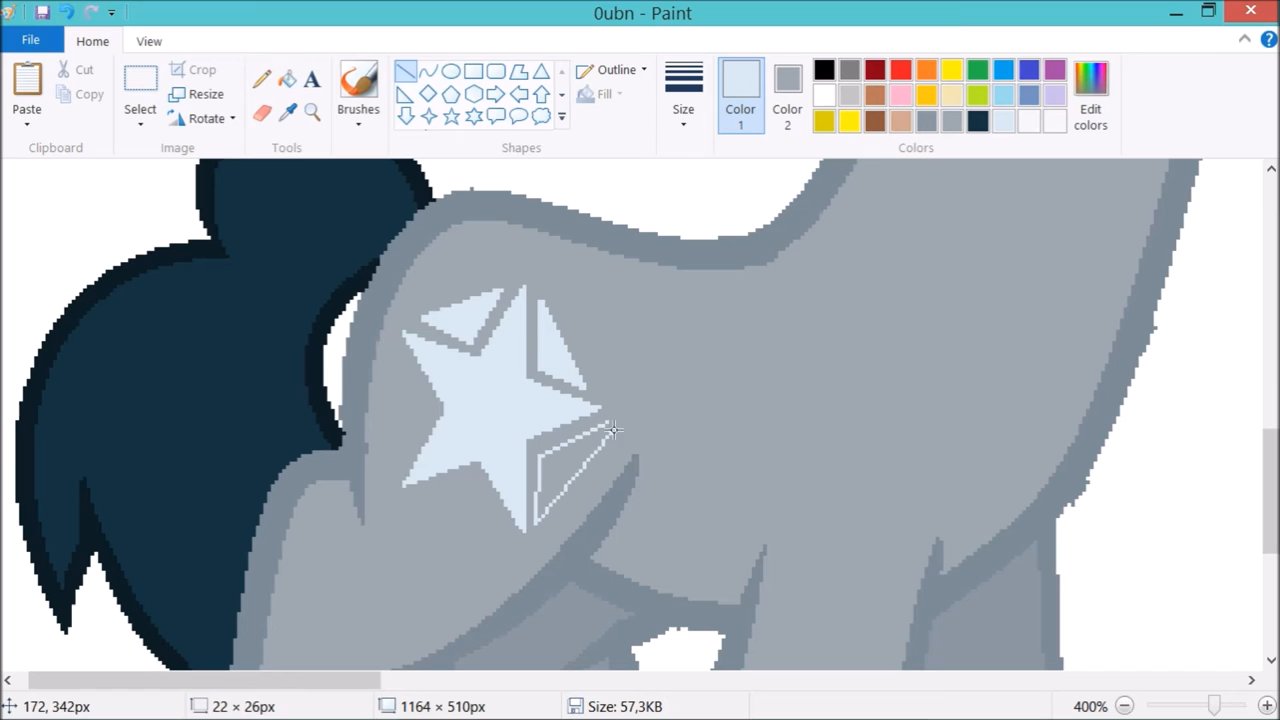 0ubn - Paint
File
Home
View
Paste
Cut
Copy
Clipboard
Select
Crop
Resize
Rotate
Image
A
Tools
Brushes
Outline
Fill
Shapes
Size
Color 1
Color 2
Edit colors
Colors
172, 342px
22 × 26px
1164 × 510px
Size: 57,3KB
400%